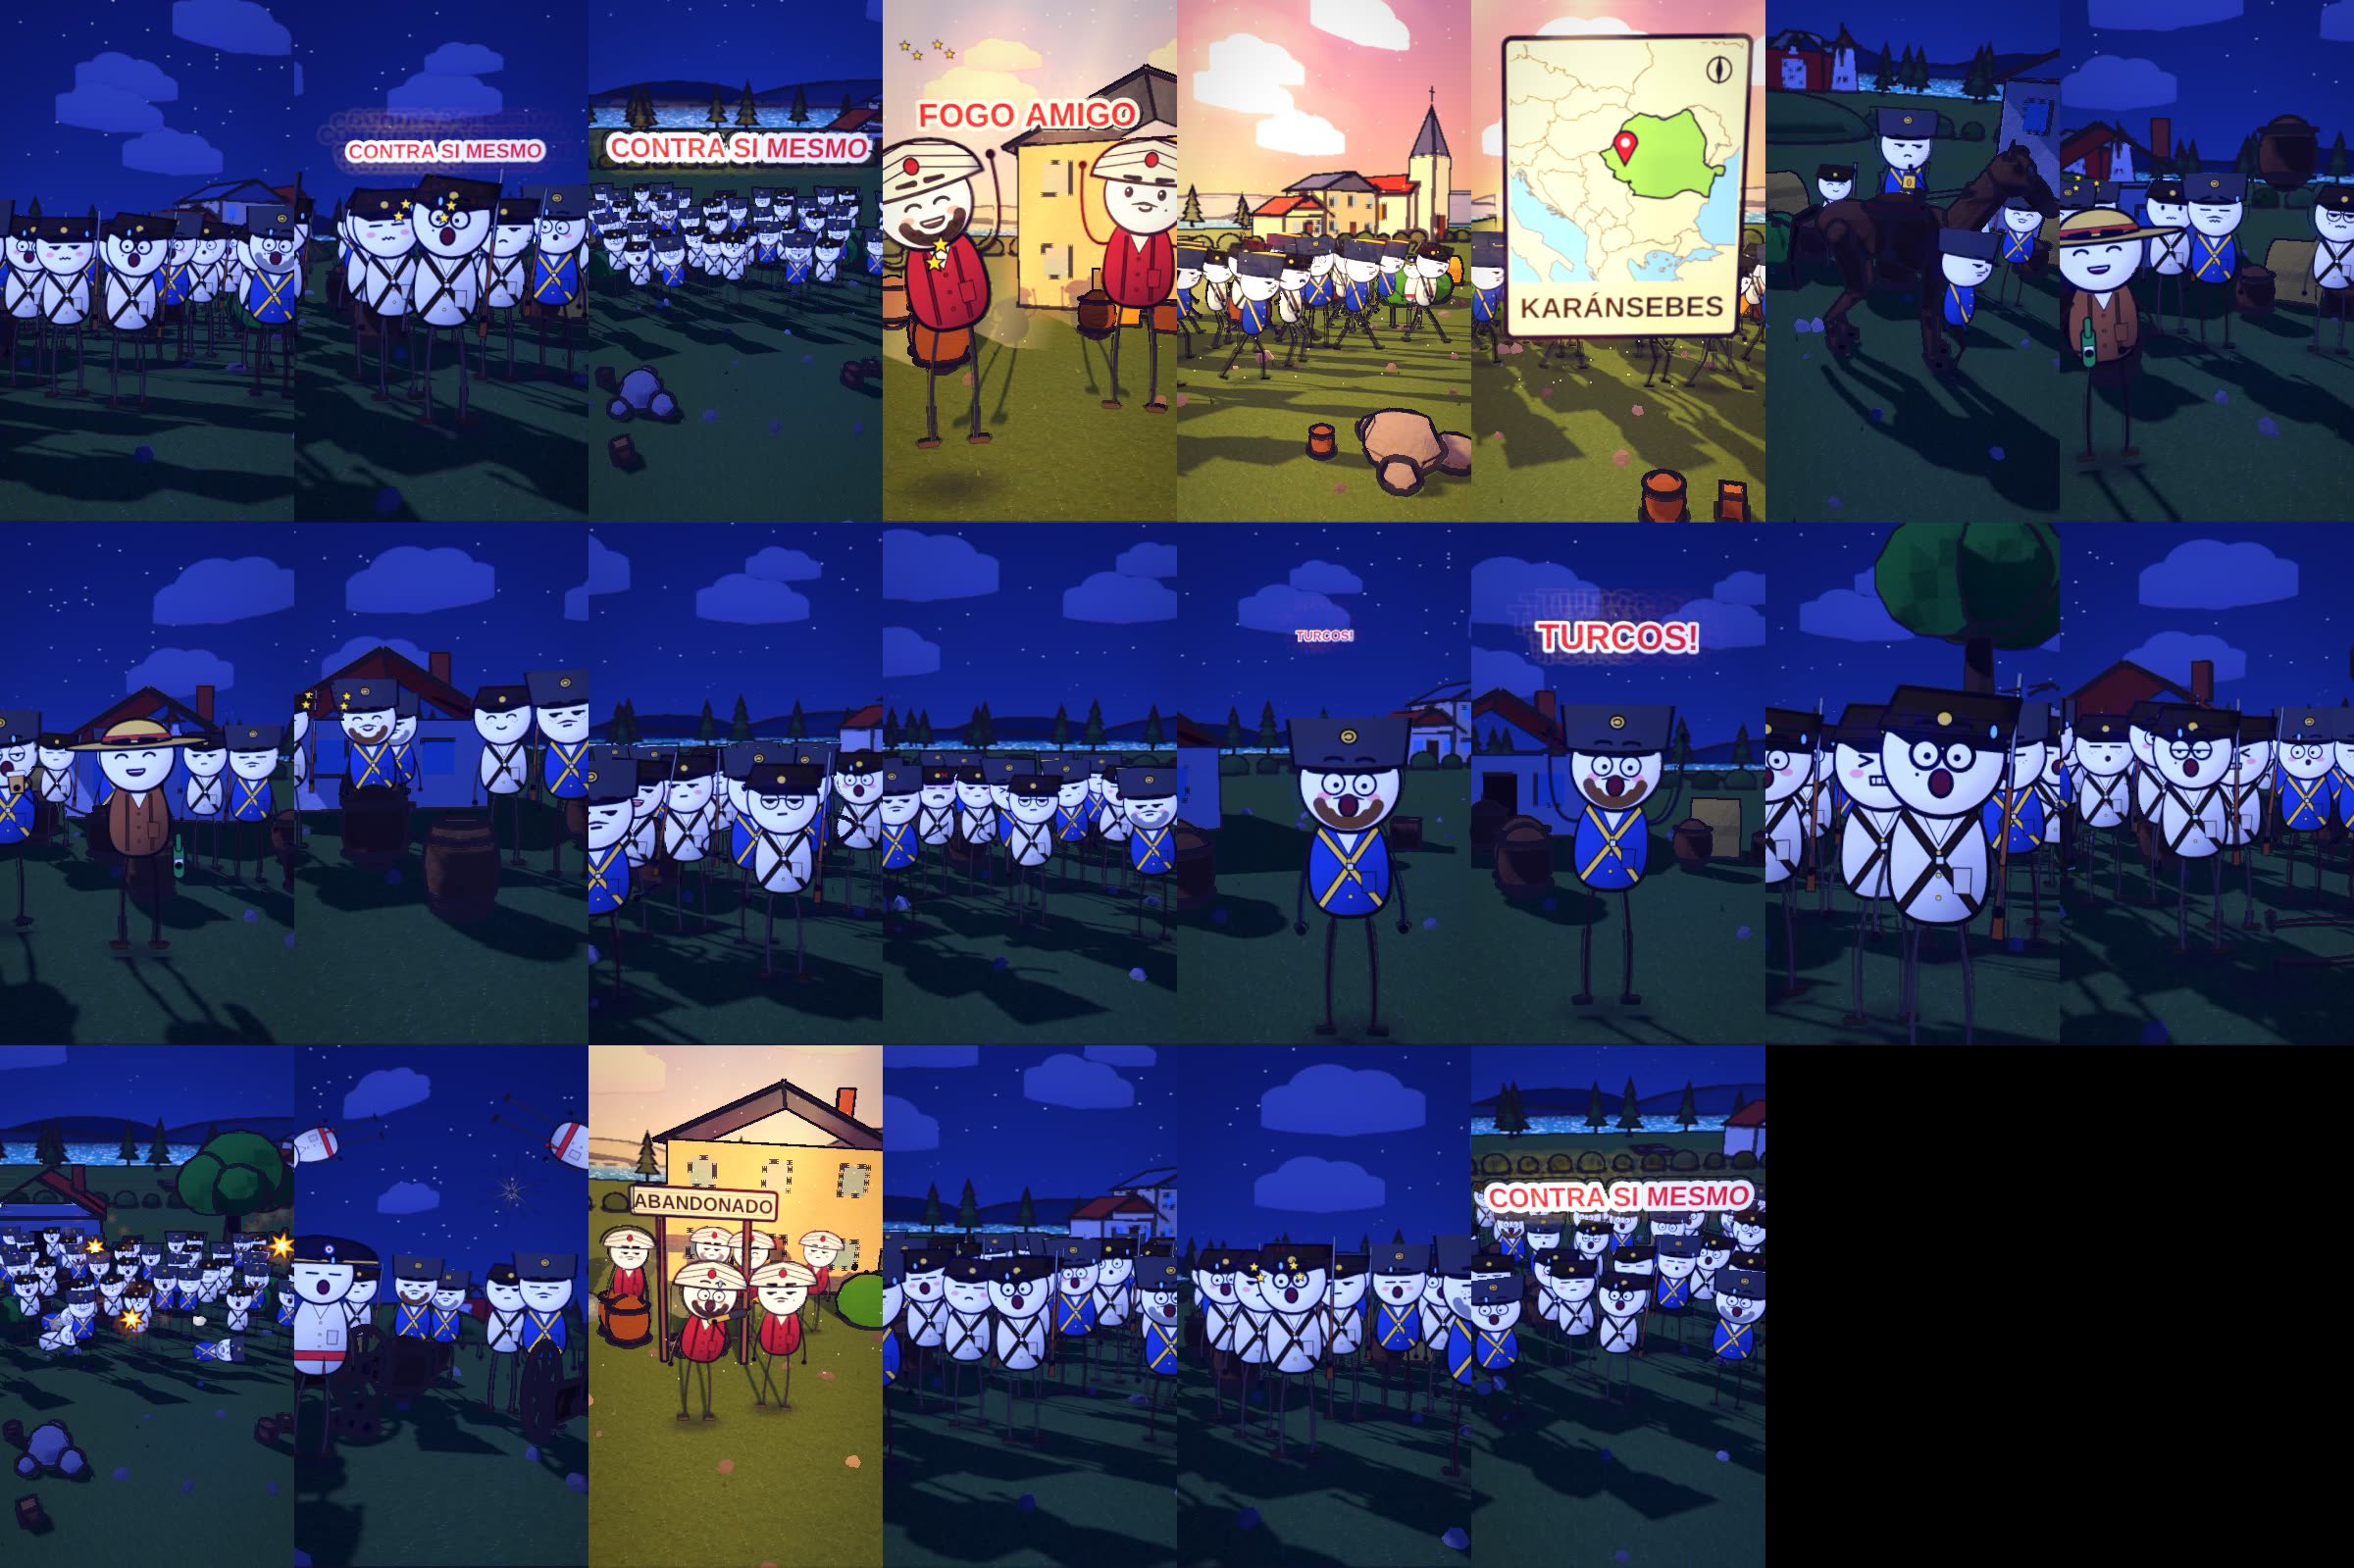 CONTRA SI MESMO
CONTRA SI MESMO
FOGO AMIGO
KARÁNSEBES
TURCOS!
TURCOS!
ABANDONADO
CONTRA SI MESMO